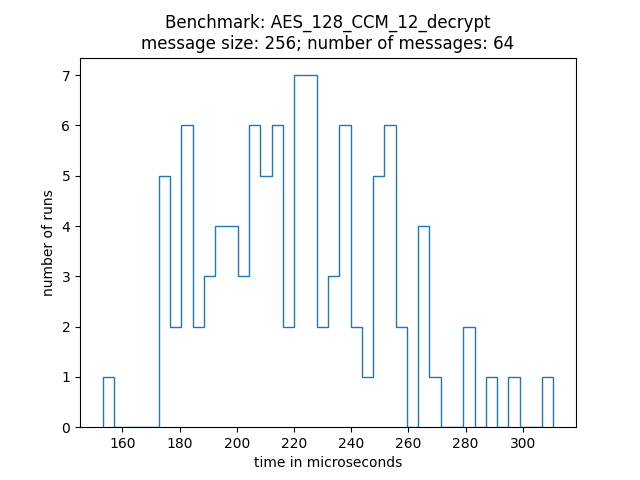 Benchmark: AES_128_CCM_12_decrypt
message size: 256; number of messages: 64
7
6
5
4
3
2
1
0
number of runs
160 180 200 220 240 260 280 300
time in microseconds